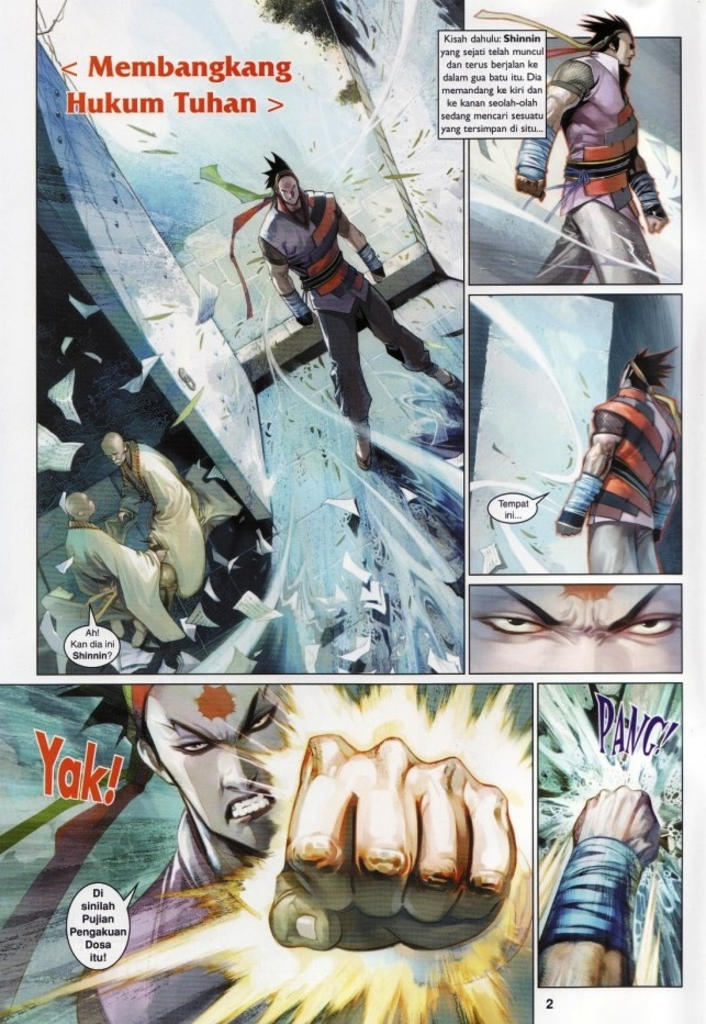 < Membangkang
Hukum Tuhan >
Kisah dahulu: Shinnin
yang sejati telah muncul
dan terus berjalan ke
dalam gua batu itu. Dia
memandang ke kiri dan
ke kanan seolah-olah
sedang mencari sesuatu
yang tersimpan di situ...
Tempat
ini...
Ah!
Kan dia ini
Shinnin?
Yak!
Di
sinilah
Pujian
Pengakuan
Dosa
itu!
PANG!
2